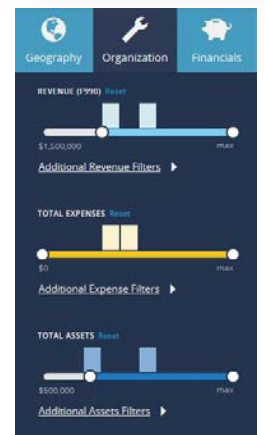 Geography Organization Financials
REVENUE (F990) Reset
$1,500,000 max
Additional Revenue Filters
TOTAL EXPENSES Reset
$0 max
Additional Expense Filters
TOTAL ASSETS Reset
$500,000 max
Additional Assets Filters